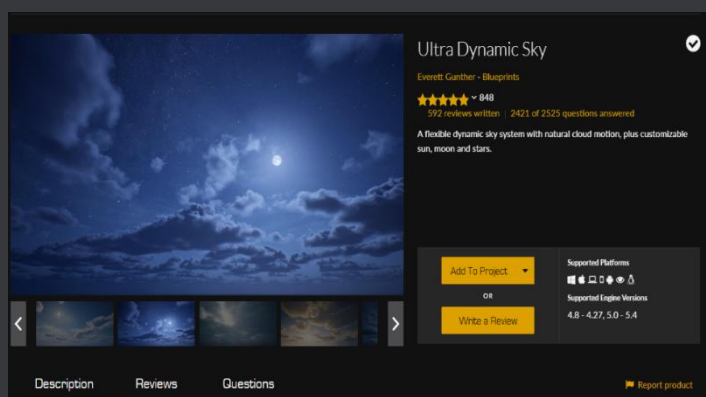 Ultra Dynamic Sky
Everett Gunther - Blueprints
848
592 reviews written | 2421 of 2525 questions answered
A flexible dynamic sky system with natural cloud motion, plus customizable
sun, moon and stars.
Add To Project
OR
Write a Review
Supported Platforms
Supported Engine Versions
4.8 - 4.27, 5.0 - 5.4
Description
Reviews
Questions
Report product